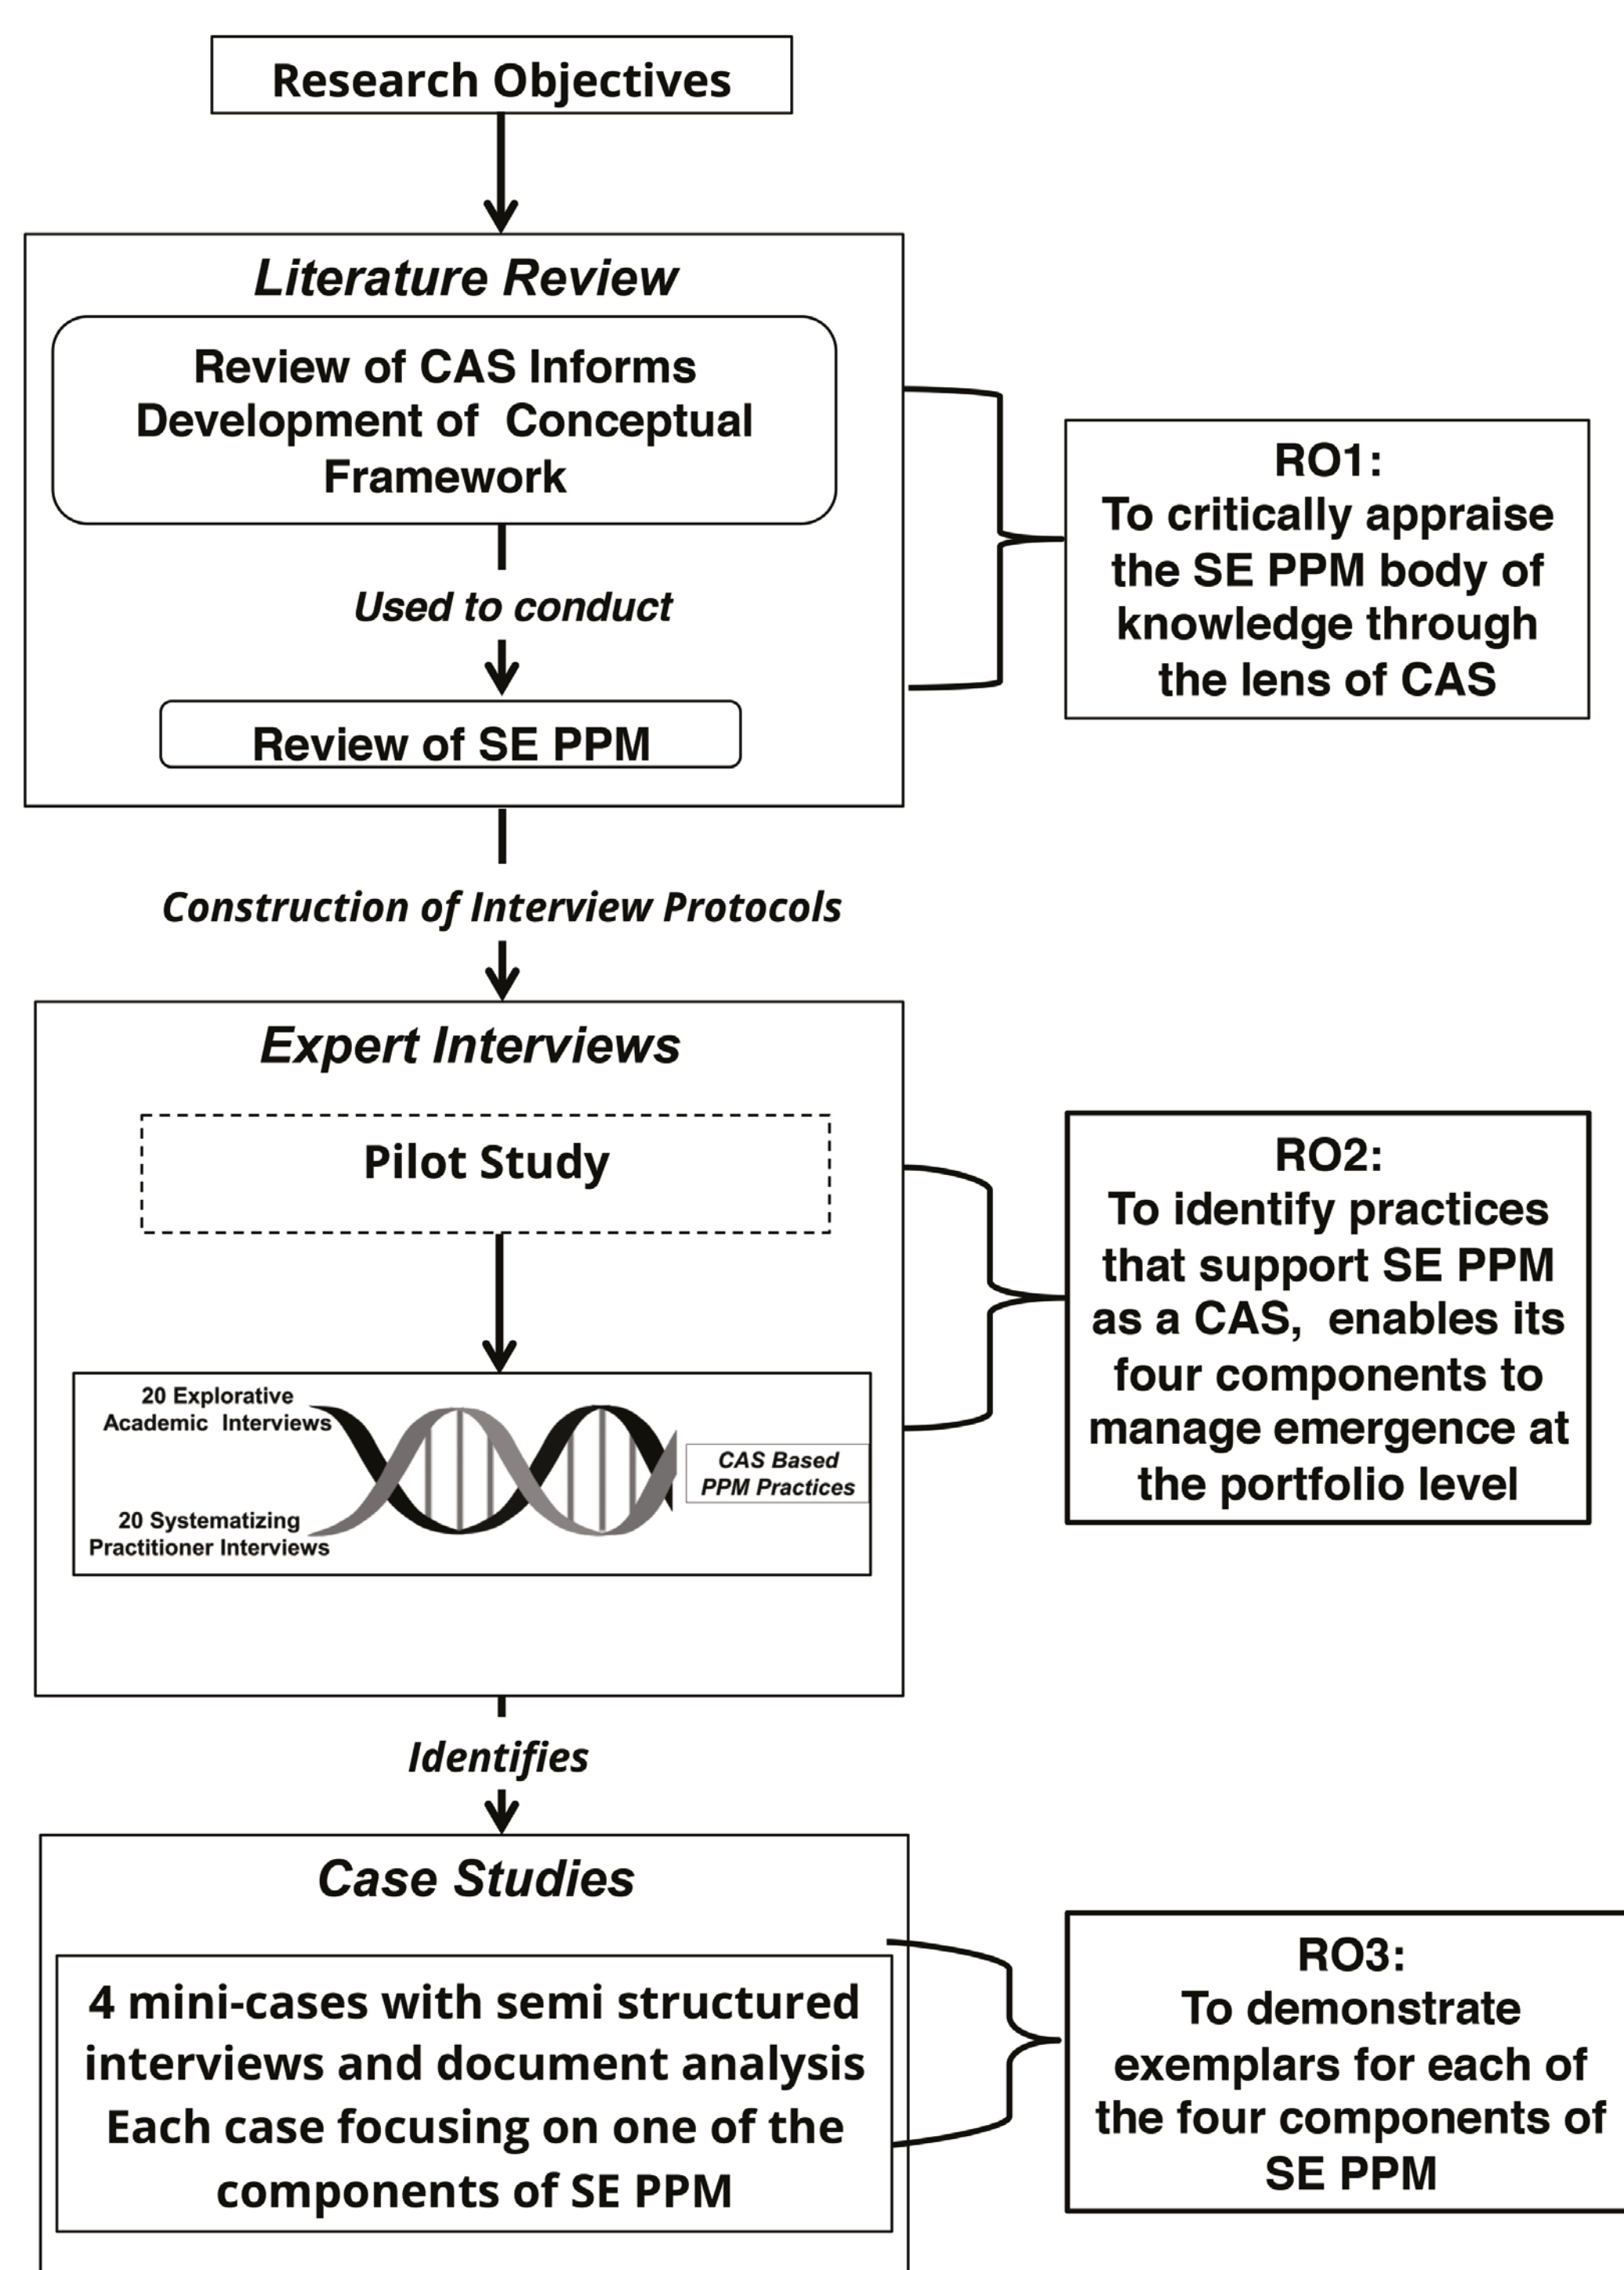 Research Objectives
Literature Review
Review of CAS Informs
Development of Conceptual
Framework
Used to conduct
Review of SE PPM
RO1:
To critically appraise
the SE PPM body of
knowledge through
the lens of CAS
Construction of Interview Protocols
Expert Interviews
Pilot Study
20 Explorative
Academic Interviews
20 Systematizing
Practitioner Interviews
CAS Based
PPM Practices
RO2:
To identify practices
that support SE PPM
as a CAS, enables its
four components to
manage emergence at
the portfolio level
Identifies
Case Studies
4 mini-cases with semi structured
interviews and document analysis
Each case focusing on one of the
components of SE PPM
RO3:
To demonstrate
exemplars for each of
the four components of
SE PPM